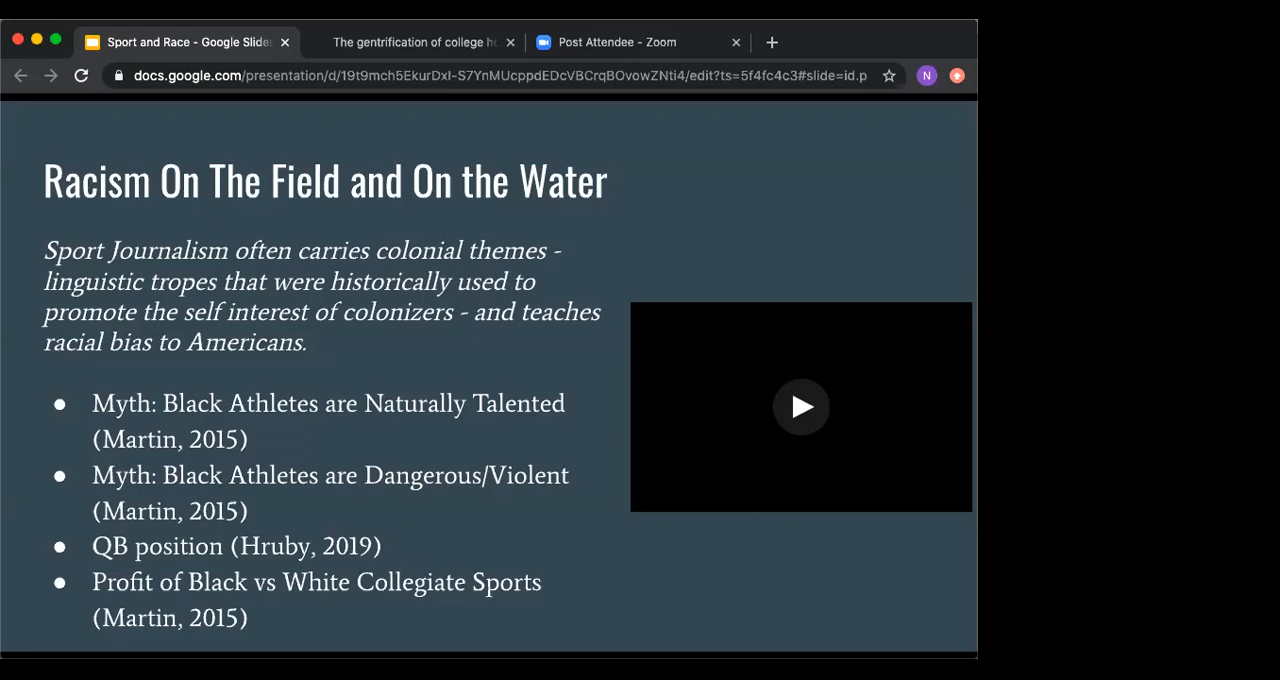 Sport and Race - Google Slides
The gentrification of college h
Post Attendee - Zoom
docs.google.com/presentation/d/19t9mch5EkurDxI-S7YnMUcppdEDcVBCrqBOvowZNti4/edit?ts=5f4fc4c3#slide=id.p
N
Racism On The Field and On the Water
Sport Journalism often carries colonial themes -
linguistic tropes that were historically used to
promote the self interest of colonizers - and teaches
racial bias to Americans.
● Myth: Black Athletes are Naturally Talented
(Martin, 2015)
● Myth: Black Athletes are Dangerous/Violent
(Martin, 2015)
● QB position (Hruby, 2019)
● Profit of Black vs White Collegiate Sports
(Martin, 2015)